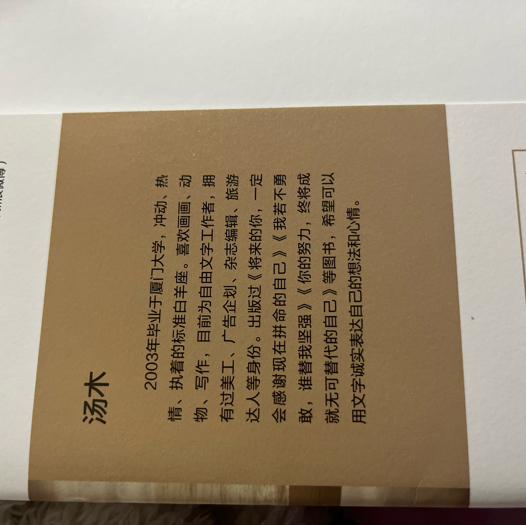 汤木
2003年毕业于厦门大学，冲动、热
情、执着的标准白羊座。喜欢画画、动
物、写作，目前为自由文字工作者，拥
有过美工、广告企划、杂志编辑、旅游
达人等身份。出版过《将来的你，一定
会感谢现在拼命的自己》《我若不勇
敢，谁替我坚强》《你的努力，终将成
就无可替代的自己》等图书，希望可以
用文字诚实表达自己的想法和心情。